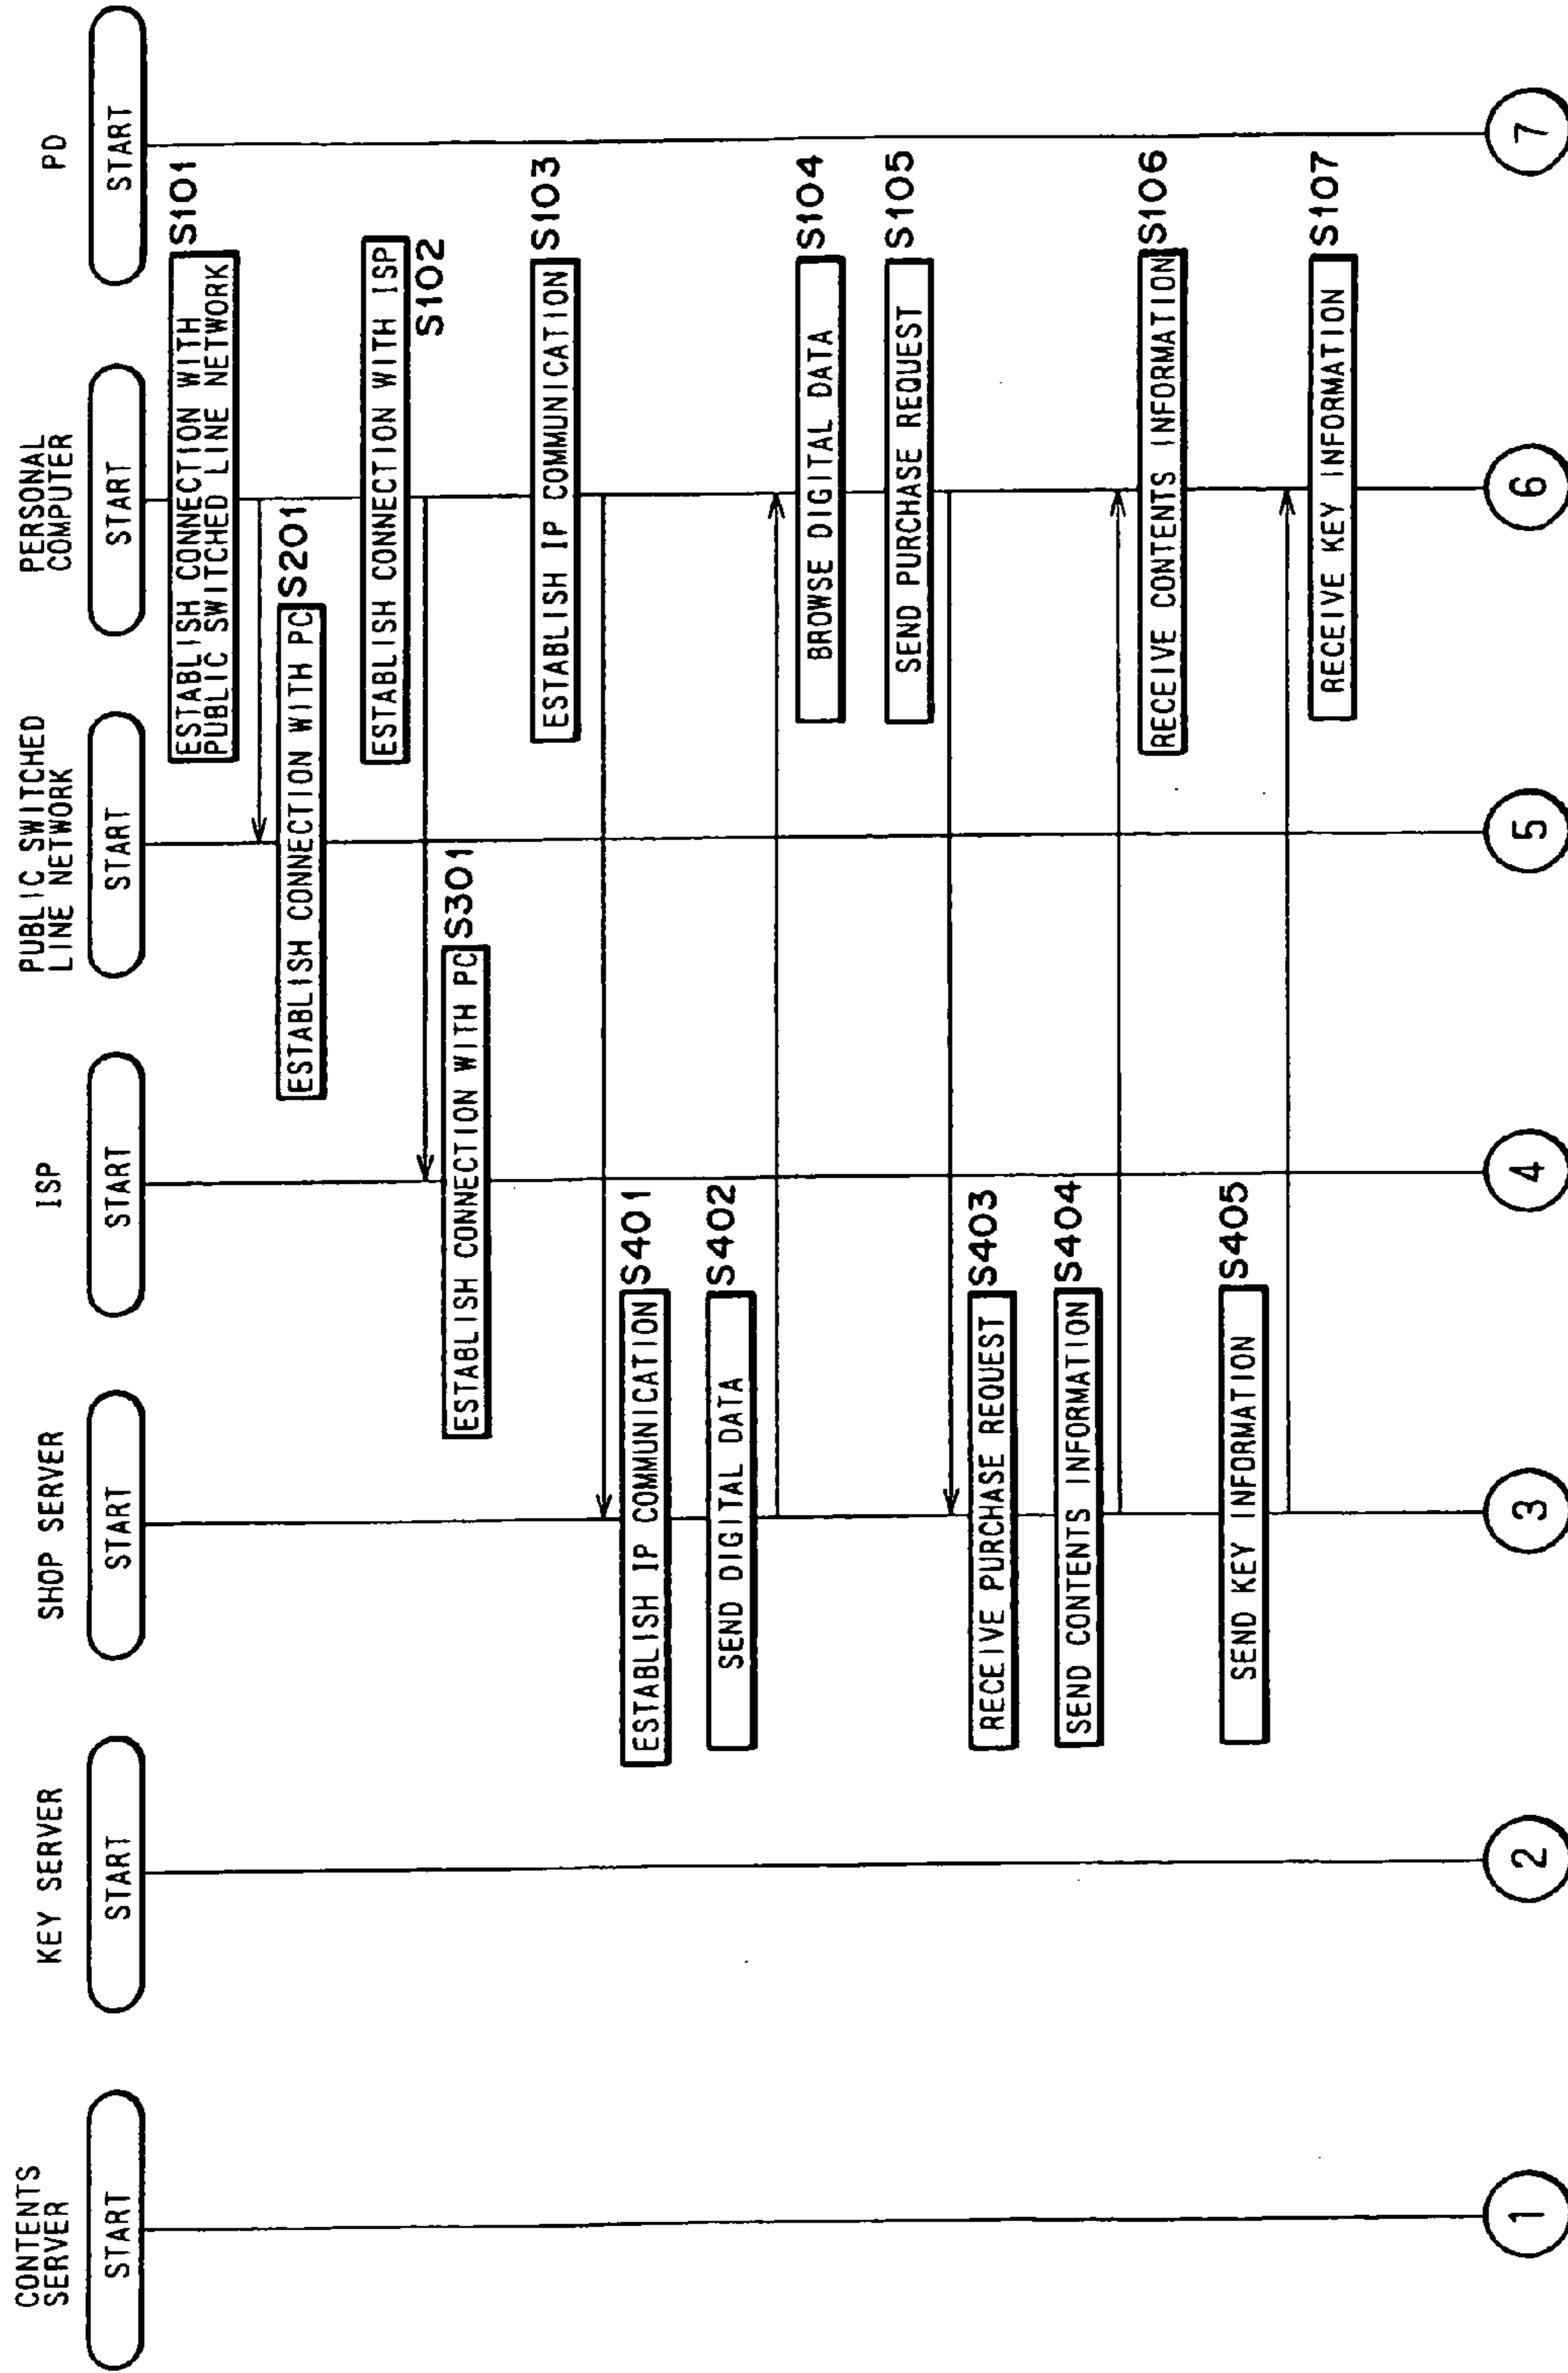 CONTENTS
SERVER
START
KEY SERVER
START
SHOP SERVER
START
ISP
START
PUBLIC SWITCHED
LINE NETWORK
START
PERSONAL
COMPUTER
START
PD
START
ESTABLISH CONNECTION WITH
PUBLIC SWITCHED LINE NETWORK
S101
ESTABLISH CONNECTION WITH PC
S201
ESTABLISH CONNECTION WITH ISP
S102
ESTABLISH CONNECTION WITH PC
S301
ESTABLISH IP COMMUNICATION
S103
ESTABLISH IP COMMUNICATION
S401
SEND DIGITAL DATA
S402
BROWSE DIGITAL DATA
S104
SEND PURCHASE REQUEST
S105
RECEIVE PURCHASE REQUEST
S403
SEND CONTENTS INFORMATION
S404
RECEIVE CONTENTS INFORMATION
S106
SEND KEY INFORMATION
S405
RECEIVE KEY INFORMATION
S107
1
2
3
4
5
6
7